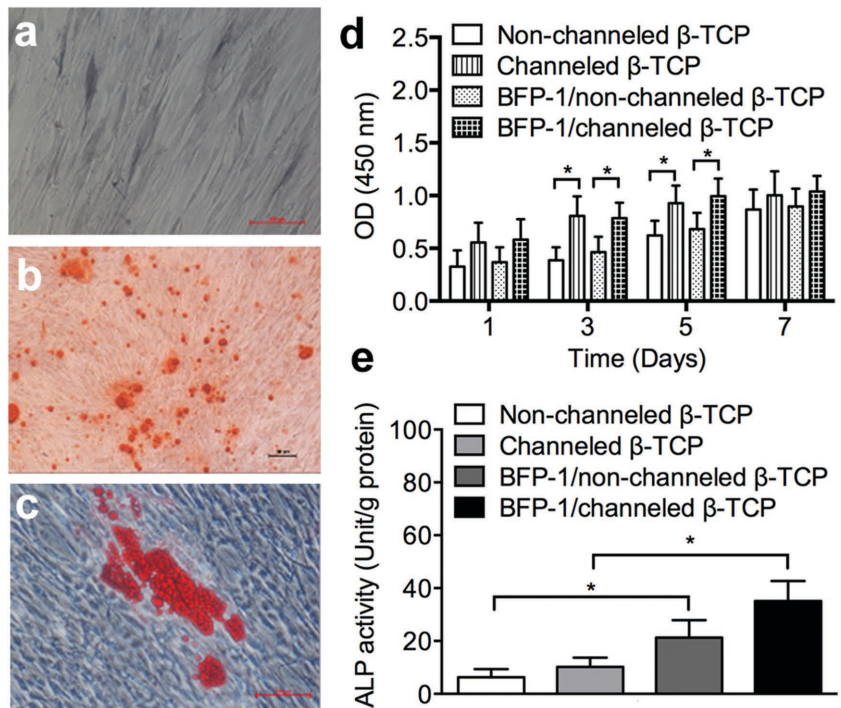 a
b
c
d
OD (450 nm)
2.5
2.0
1.5
1.0
0.5
0.0
Non-channeled β-TCP
Channeled β-TCP
BFP-1/non-channeled β-TCP
BFP-1/channeled β-TCP
* * * *
1 3 5 7
Time (Days)
e
ALP activity (Unit/g protein)
100
80
60
40
20
0
Non-channeled β-TCP
Channeled β-TCP
BFP-1/non-channeled β-TCP
BFP-1/channeled β-TCP
*
*